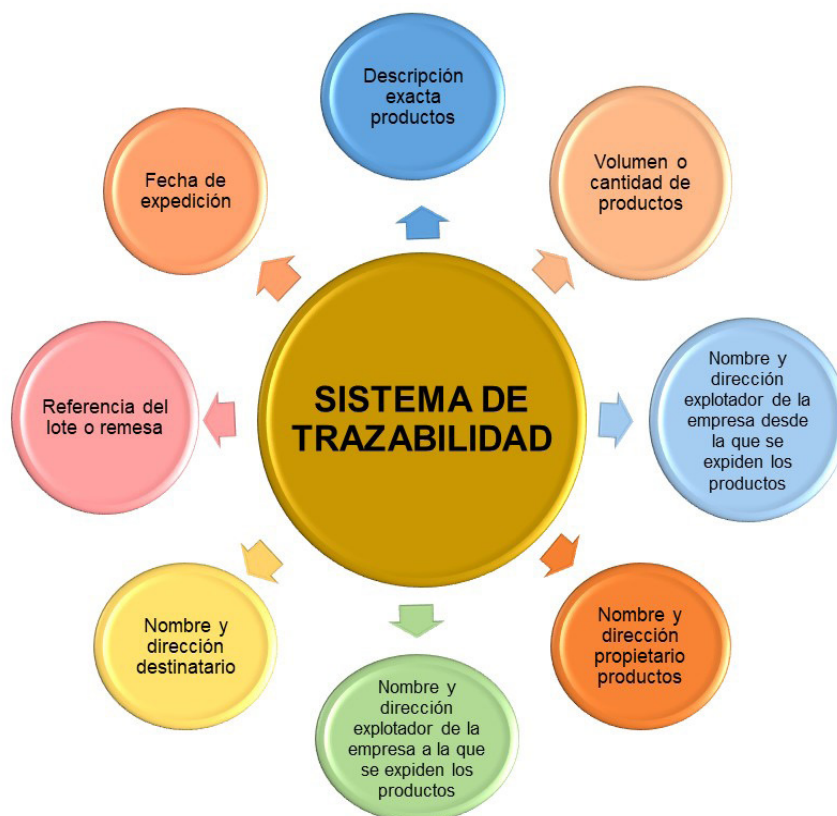 Descripción
exacta
productos
Volumen o
cantidad de
productos
Nombre y
dirección
explotador de la
empresa desde
la que se
expiden los
productos
Nombre y
dirección
propietario
productos
Nombre y
dirección
explotador de la
empresa a la que
se expiden los
productos
Nombre y
dirección
destinatario
Referencia del
lote o remesa
Fecha de
expedición
SISTEMA DE
TRAZABILIDAD